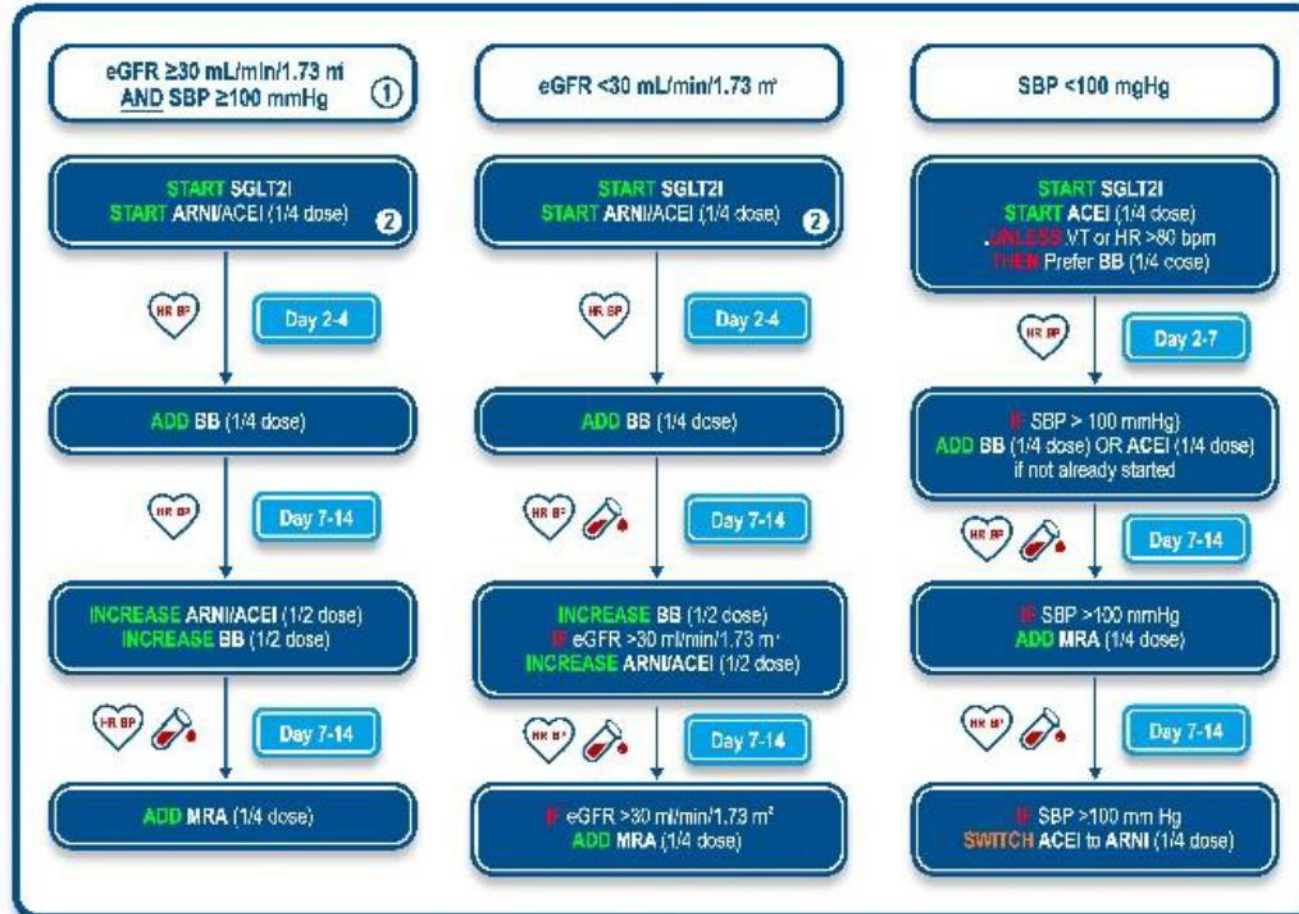 eGFR ≥30 mL/min/1.73 m²
AND SBP ≥100 mmHg
1
START SGLT2I
START ARNI/ACEI (1/4 dose)
2
HR BP
Day 2-4
ADD BB (1/4 dose)
HR BP
Day 7-14
INCREASE ARNI/ACEI (1/2 dose)
INCREASE BB (1/2 dose)
HR BP
Day 7-14
ADD MRA (1/4 dose)
eGFR <30 mL/min/1.73 m²
START SGLT2I
START ARNI/ACEI (1/4 dose)
2
HR BP
Day 2-4
ADD BB (1/4 dose)
HR BP
Day 7-14
INCREASE BB (1/2 dose)
IF eGFR >30 ml/min/1.73 m²
INCREASE ARNI/ACEI (1/2 dose)
HR BP
Day 7-14
IF eGFR >30 ml/min/1.73 m²
ADD MRA (1/4 dose)
SBP <100 mgHg
START SGLT2I
START ACEI (1/4 dose)
.UNLESS .VT or HR >80 bpm
THEN Prefer BB (1/4 dose)
HR BP
Day 2-7
IF SBP > 100 mmHg)
ADD BB (1/4 dose) OR ACEI (1/4 dose)
if not already started
HR BP
Day 7-14
IF SBP >100 mmHg
ADD MRA (1/4 dose)
HR BP
Day 7-14
IF SBP >100 mm Hg
SWITCH ACEI to ARNI (1/4 dose)